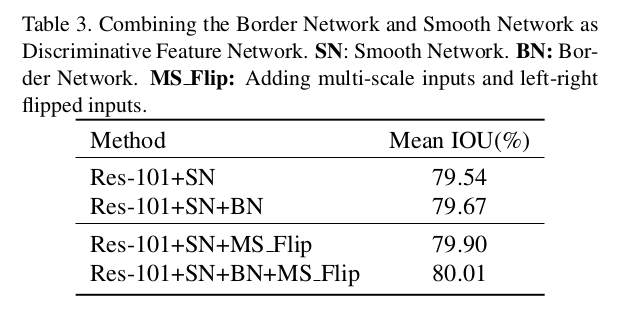 Table 3. Combining the Border Network and Smooth Network as
Discriminative Feature Network. SN: Smooth Network. BN: Bor-
der Network. MS_Flip: Adding multi-scale inputs and left-right
flipped inputs.
Method Mean IOU(%)
Res-101+SN 79.54
Res-101+SN+BN 79.67
Res-101+SN+MS_Flip 79.90
Res-101+SN+BN+MS_Flip 80.01